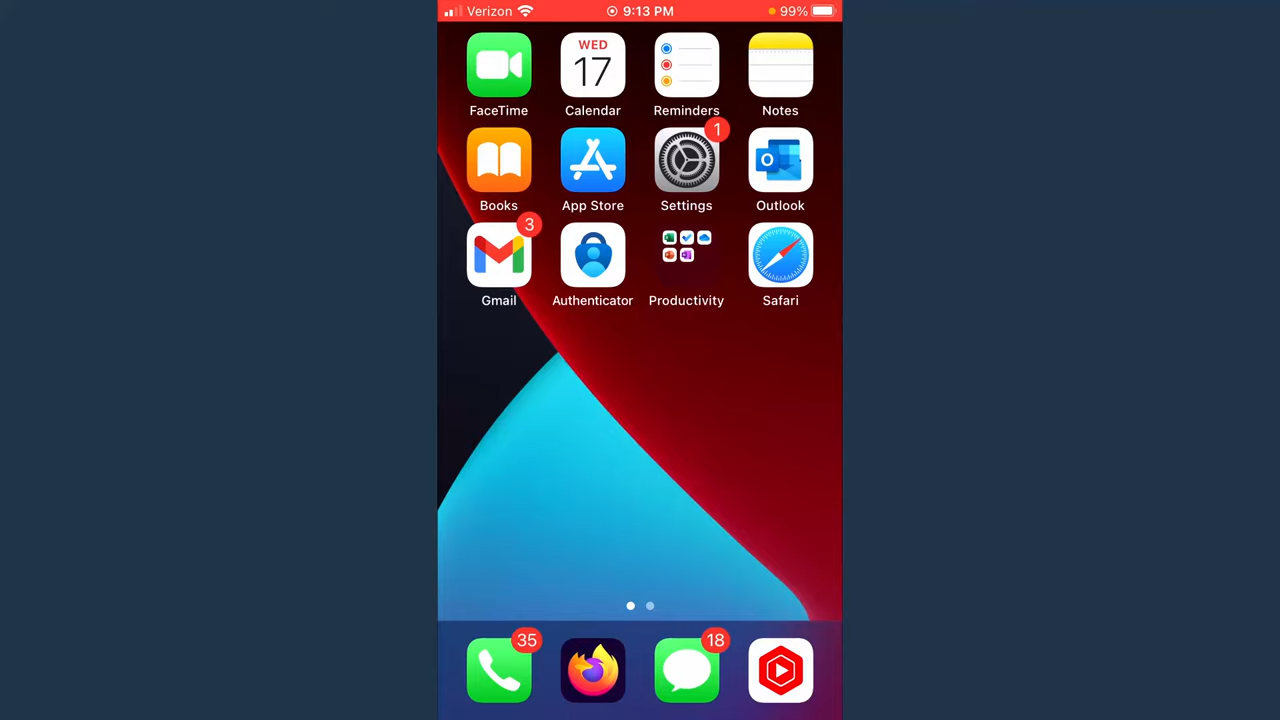 Verizon 9:13 PM 99%
WED
17
FaceTime Calendar Reminders Notes
1
O
Books App Store Settings Outlook
3
Gmail Authenticator Productivity Safari
35 18